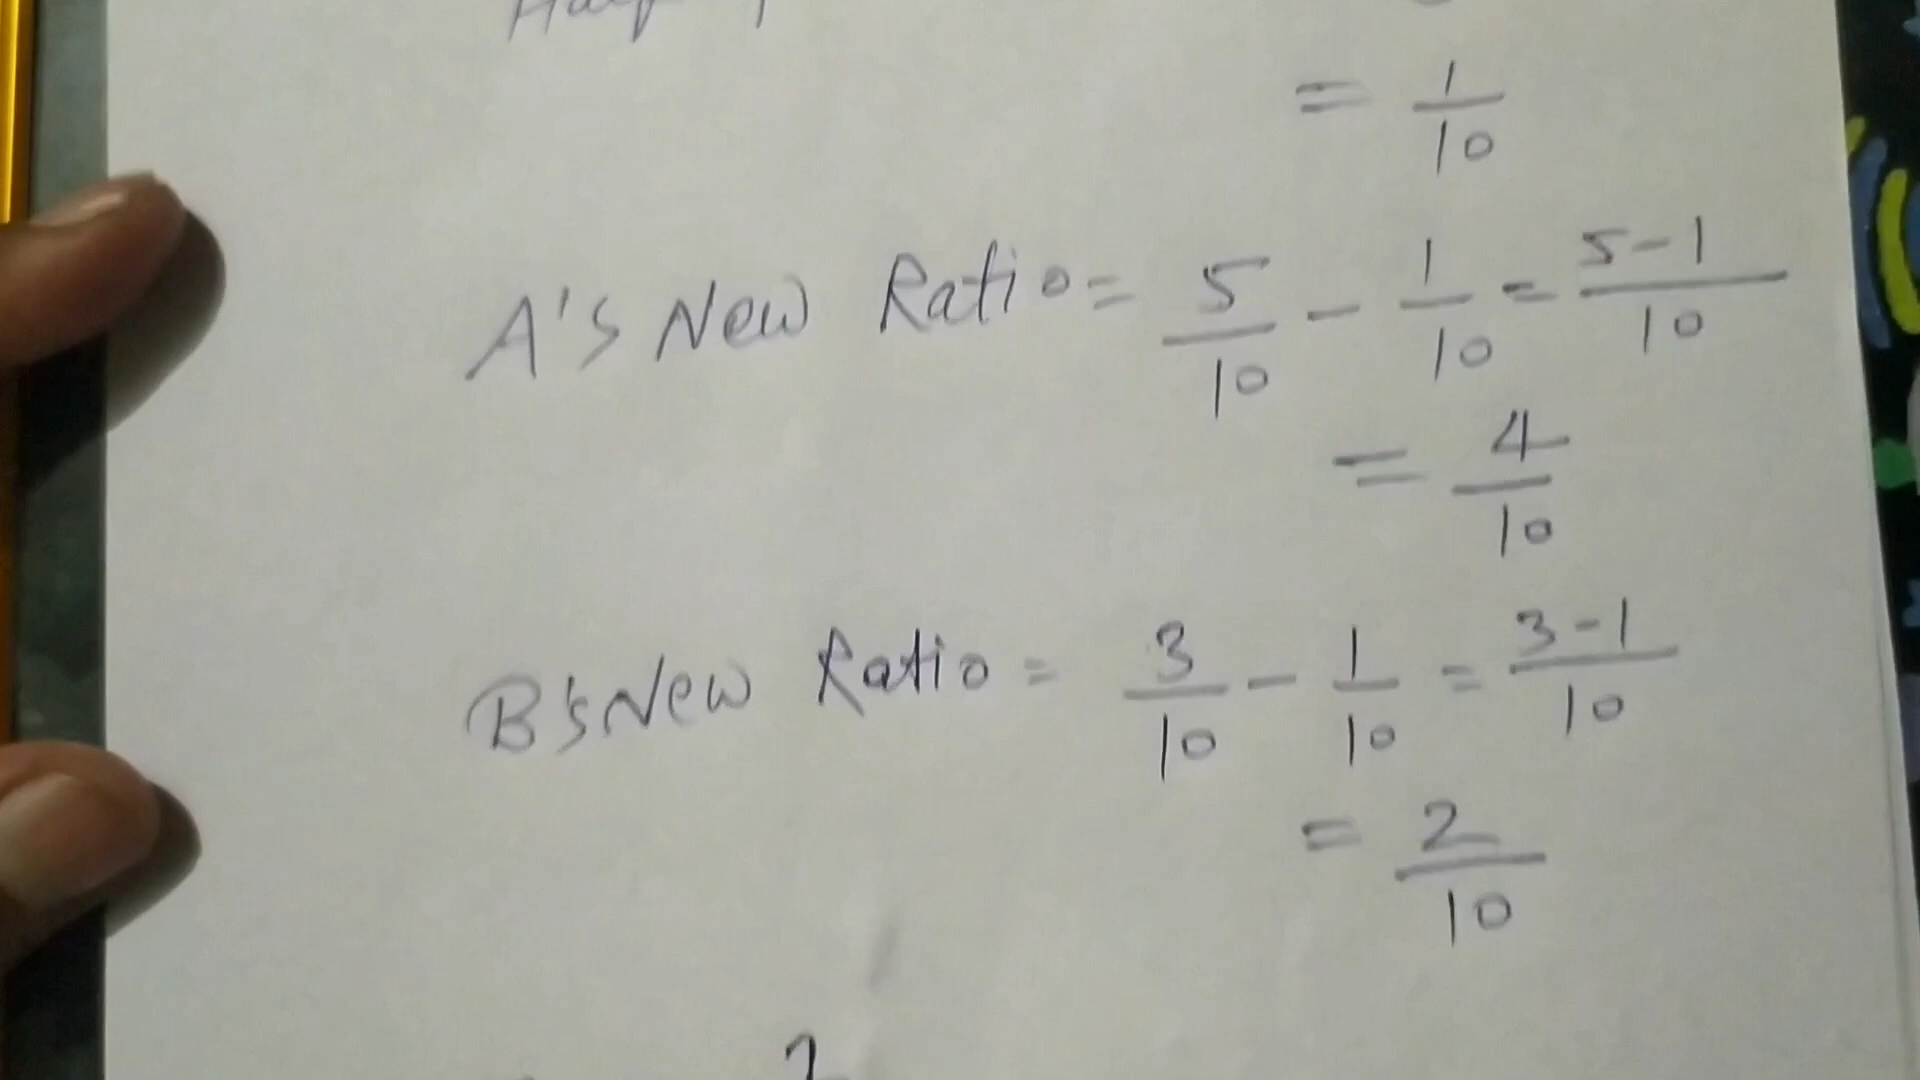 Half
= 1/10
A's New Ratio = 5/10 - 1/10 = 5-1/10
= 4/10
B's New Ratio = 3/10 - 1/10 = 3-1/10
= 2/10